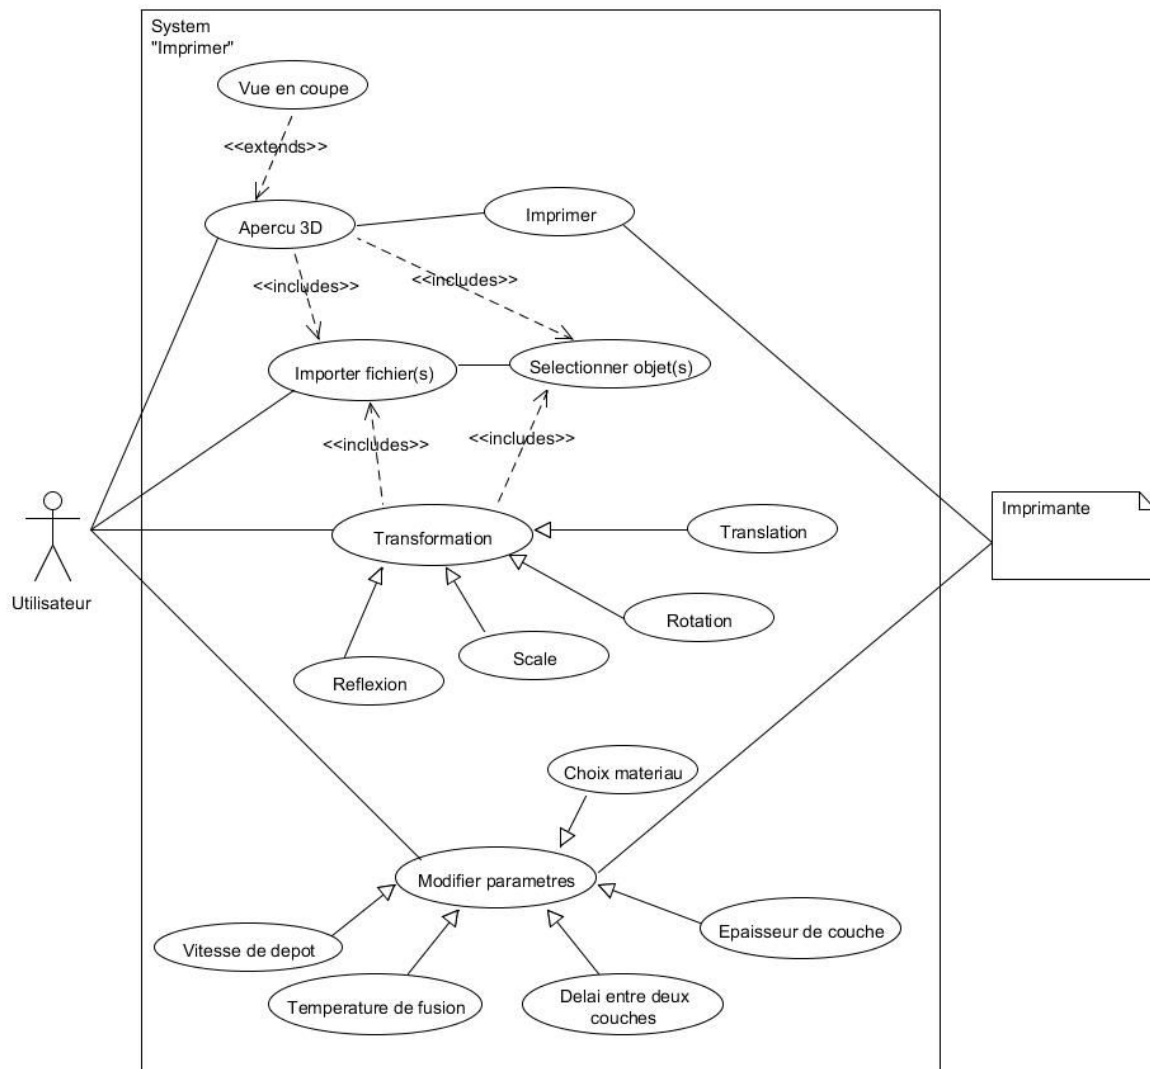 System
"Imprimer"
Vue en coupe
<<extends>>
Apercu 3D
Imprimer
<<includes>>
<<includes>>
Importer fichier(s)
Selectionner objet(s)
<<includes>>
<<includes>>
Imprimante
Transformation
Translation
Utilisateur
Rotation
Scale
Reflexion
Choix materiau
Modifier parametres
Epaisseur de couche
Vitesse de depot
Temperature de fusion
Delai entre deux
couches